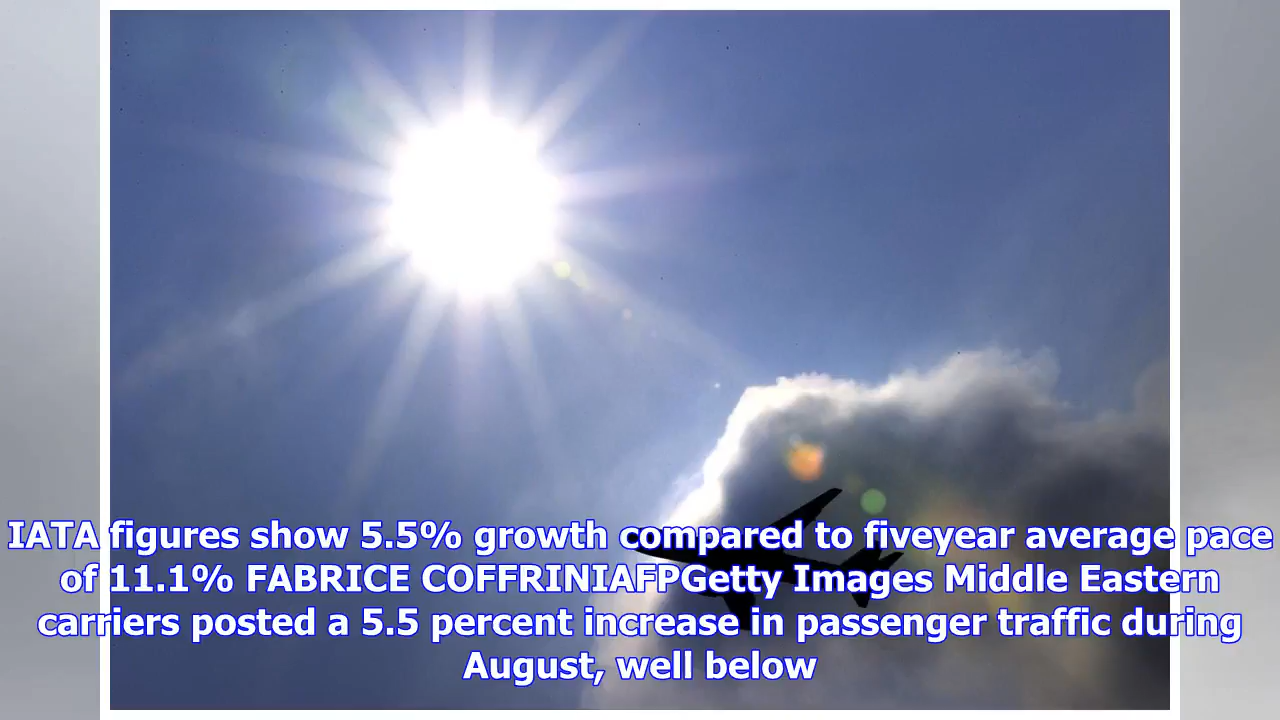 IATA figures show 5.5% growth compared to fiveyear average pace
of 11.1% FABRICE COFFRINIAFPGetty Images Middle Eastern
carriers posted a 5.5 percent increase in passenger traffic during
August, well below